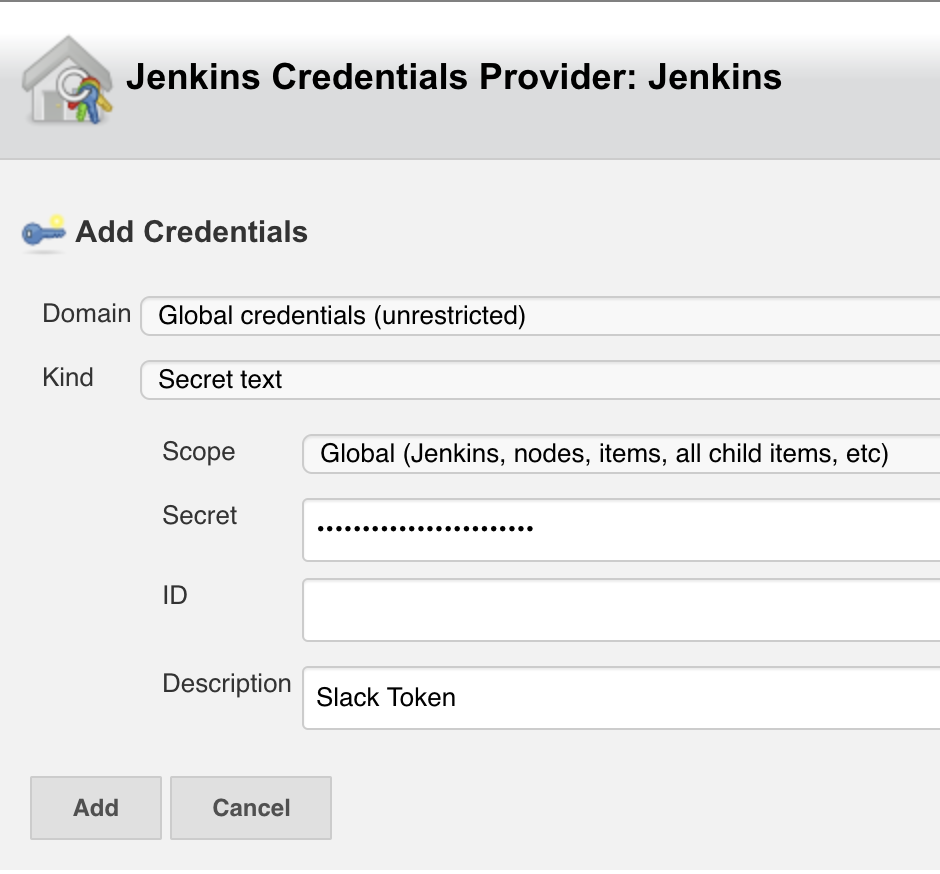 Jenkins Credentials Provider: Jenkins
Add Credentials
Domain Global credentials (unrestricted)
Kind Secret text
Scope Global (Jenkins, nodes, items, all child items, etc)
Secret ••••••••••••••••••••••••
ID
Description Slack Token
Add Cancel